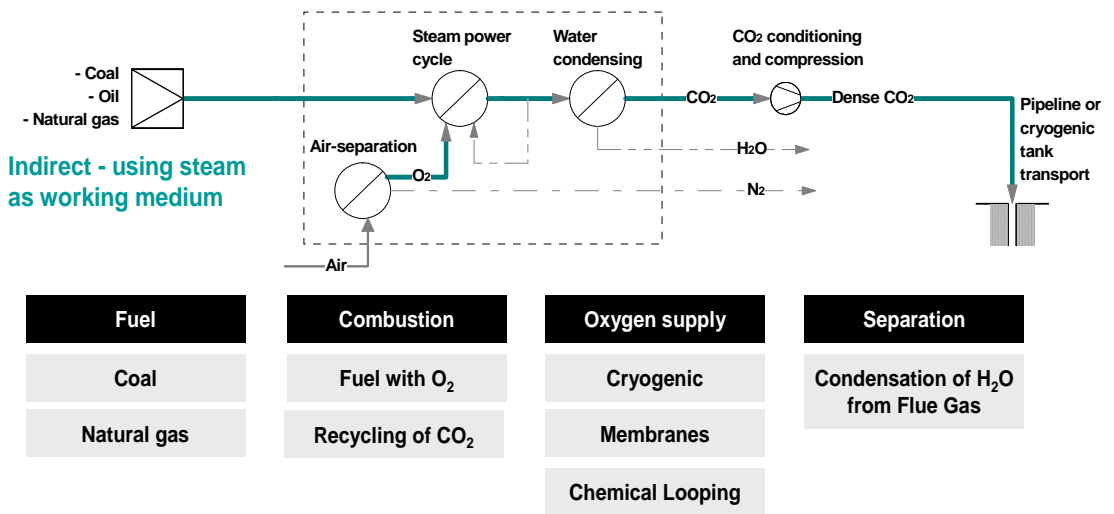 Steam power
cycle
Water
condensing
CO2 conditioning
and compression
- Coal
- Oil
- Natural gas
CO2
Dense CO2
Pipeline or
cryogenic
tank
transport
Indirect - using steam
as working medium
Air-separation
O2
H2O
N2
Air
Fuel
Combustion
Oxygen supply
Separation
Coal
Fuel with O2
Cryogenic
Condensation of H2O
from Flue Gas
Natural gas
Recycling of CO2
Membranes
Chemical Looping